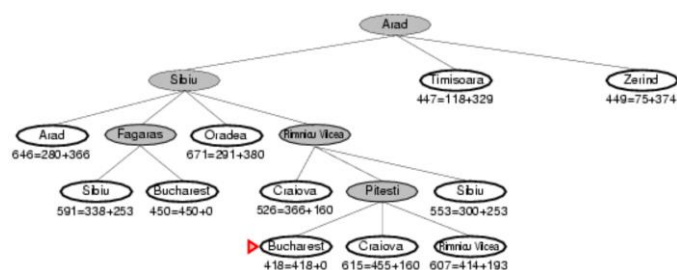 Arad
Sibiu Timisoara Zerind
447=118+329 449=75+374
Arad Fagaras Oradea Rimnicu Vilcea
646=280+366 671=291+380
Sibiu Bucharest Craiova Pitesti Sibiu
591=338+253 450=450+0 526=366+160 553=300+253
Bucharest Craiova Rimnicu Vilcea
418=418+0 615=455+160 607=414+193